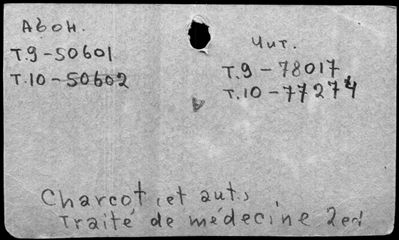 Абон.
Т.9-50601
Т.10-50602
Чит.
Т.9-78017
Т.10-77274
Charcot, et auts
Traité de médecine 2ed